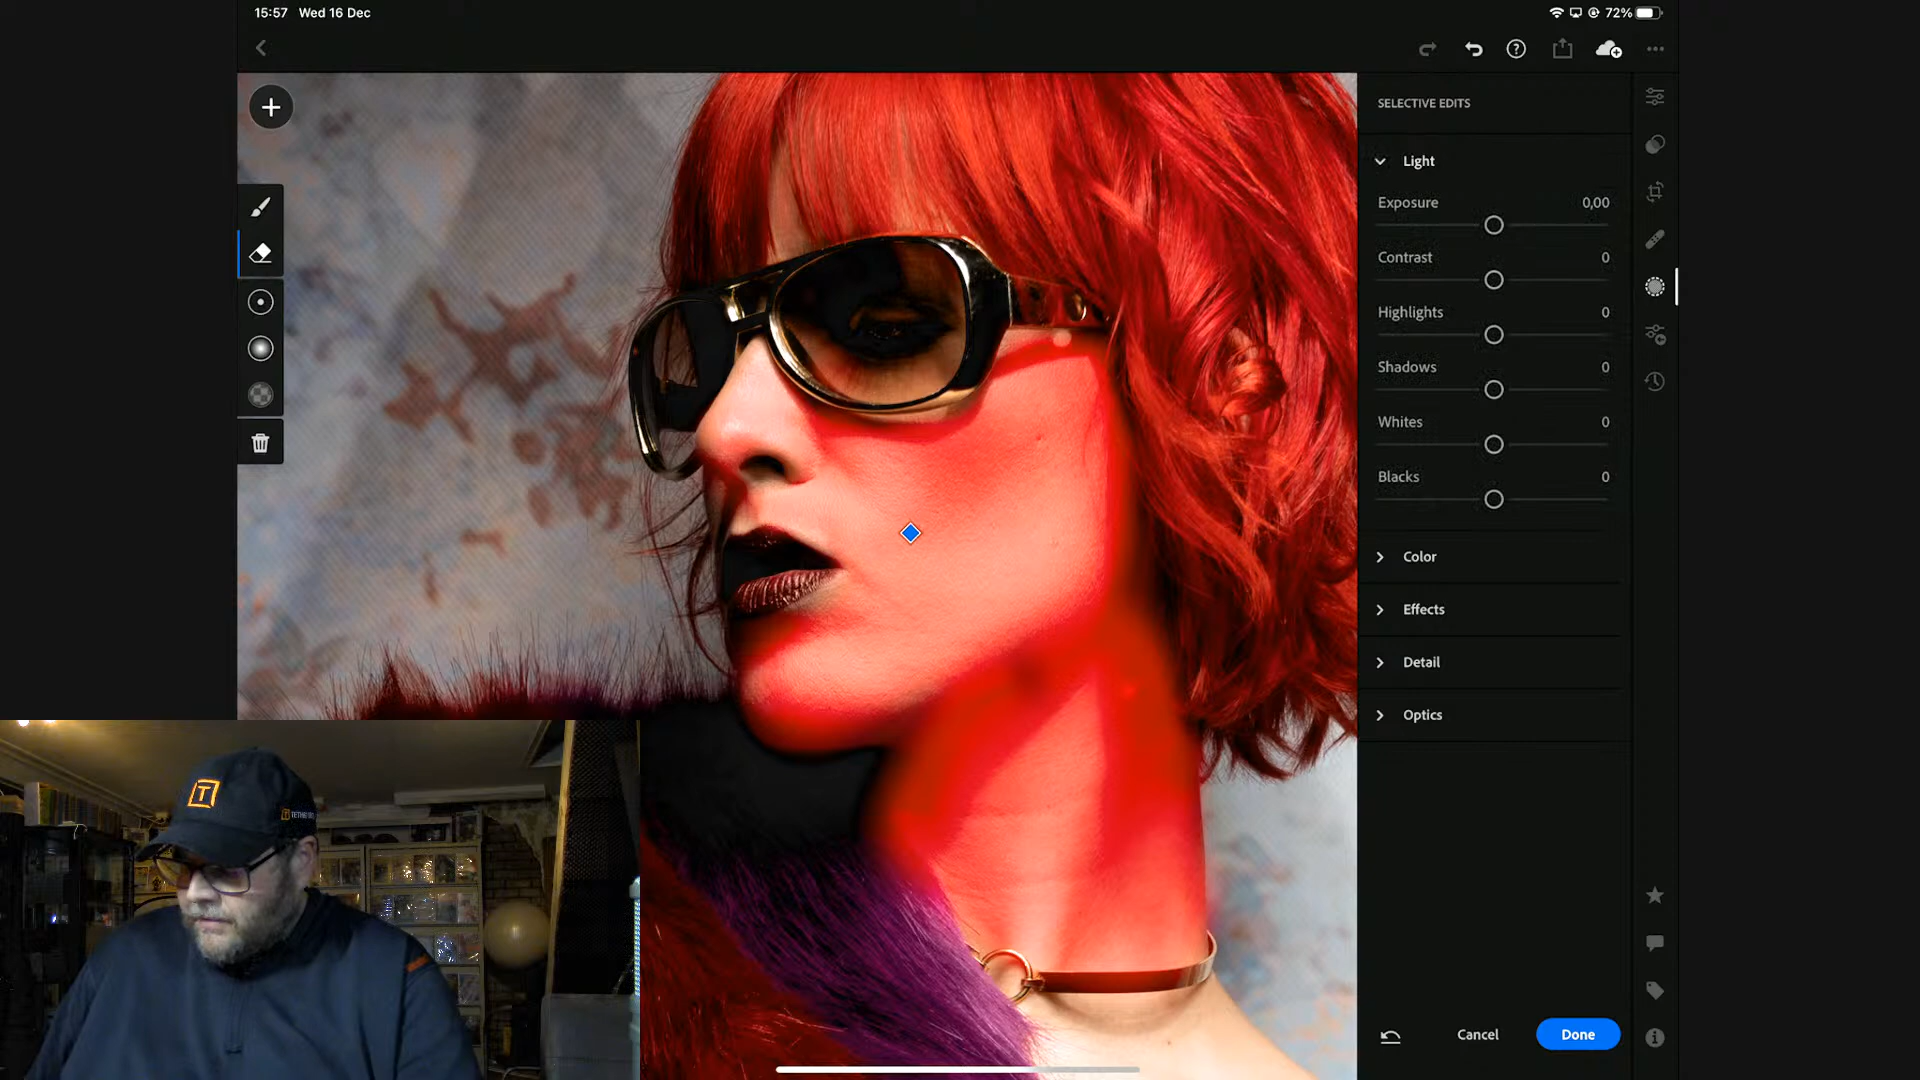 15:57 Wed 16 Dec
72%
SELECTIVE EDITS
Light
Exposure 0,00
Contrast 0
Highlights 0
Shadows 0
Whites 0
Blacks 0
Color
Effects
Detail
Optics
Cancel
Done
T